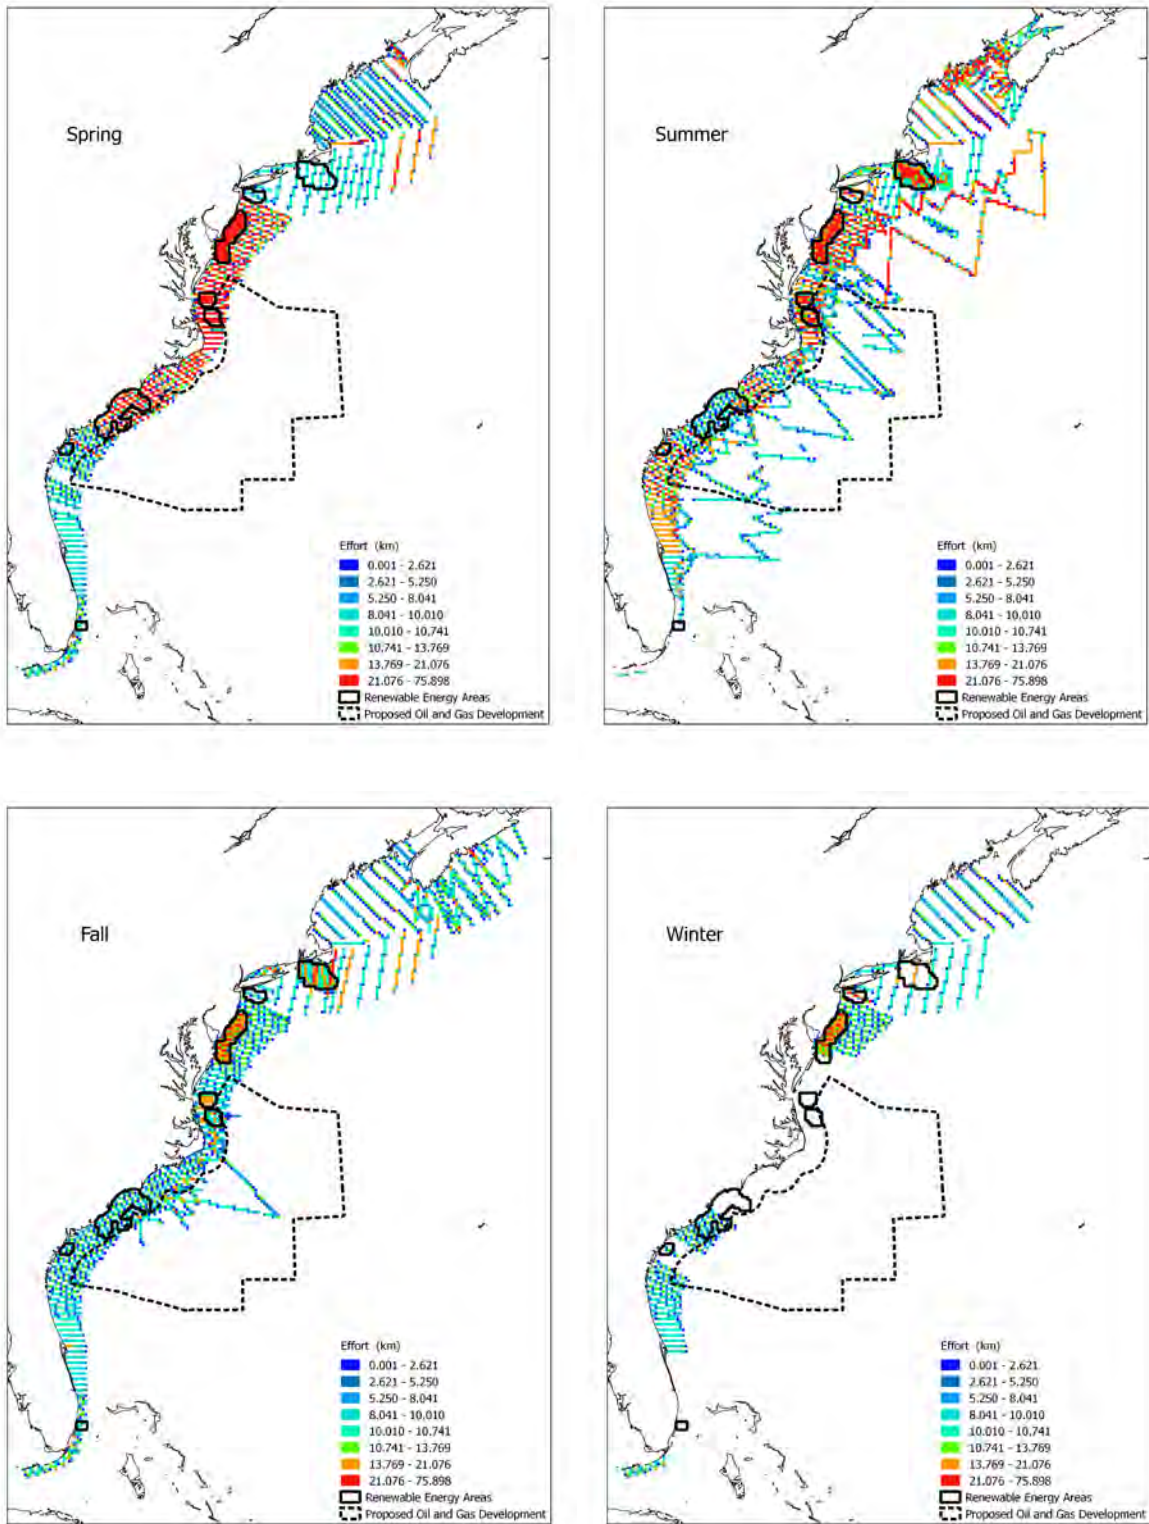 Spring
Effort (km)
0.001 - 2.621
2.621 - 5.250
5.250 - 8.041
8.041 - 10.010
10.010 - 10.741
10.741 - 13.769
13.769 - 21.076
21.076 - 75.898
Renewable Energy Areas
Proposed Oil and Gas Development
Summer
Effort (km)
0.001 - 2.621
2.621 - 5.250
5.250 - 8.041
8.041 - 10.010
10.010 - 10.741
10.741 - 13.769
13.769 - 21.076
21.076 - 75.898
Renewable Energy Areas
Proposed Oil and Gas Development
Fall
Effort (km)
0.001 - 2.621
2.621 - 5.250
5.250 - 8.041
8.041 - 10.010
10.010 - 10.741
10.741 - 13.769
13.769 - 21.076
21.076 - 75.898
Renewable Energy Areas
Proposed Oil and Gas Development
Winter
Effort (km)
0.001 - 2.621
2.621 - 5.250
5.250 - 8.041
8.041 - 10.010
10.010 - 10.741
10.741 - 13.769
13.769 - 21.076
21.076 - 75.898
Renewable Energy Areas
Proposed Oil and Gas Development